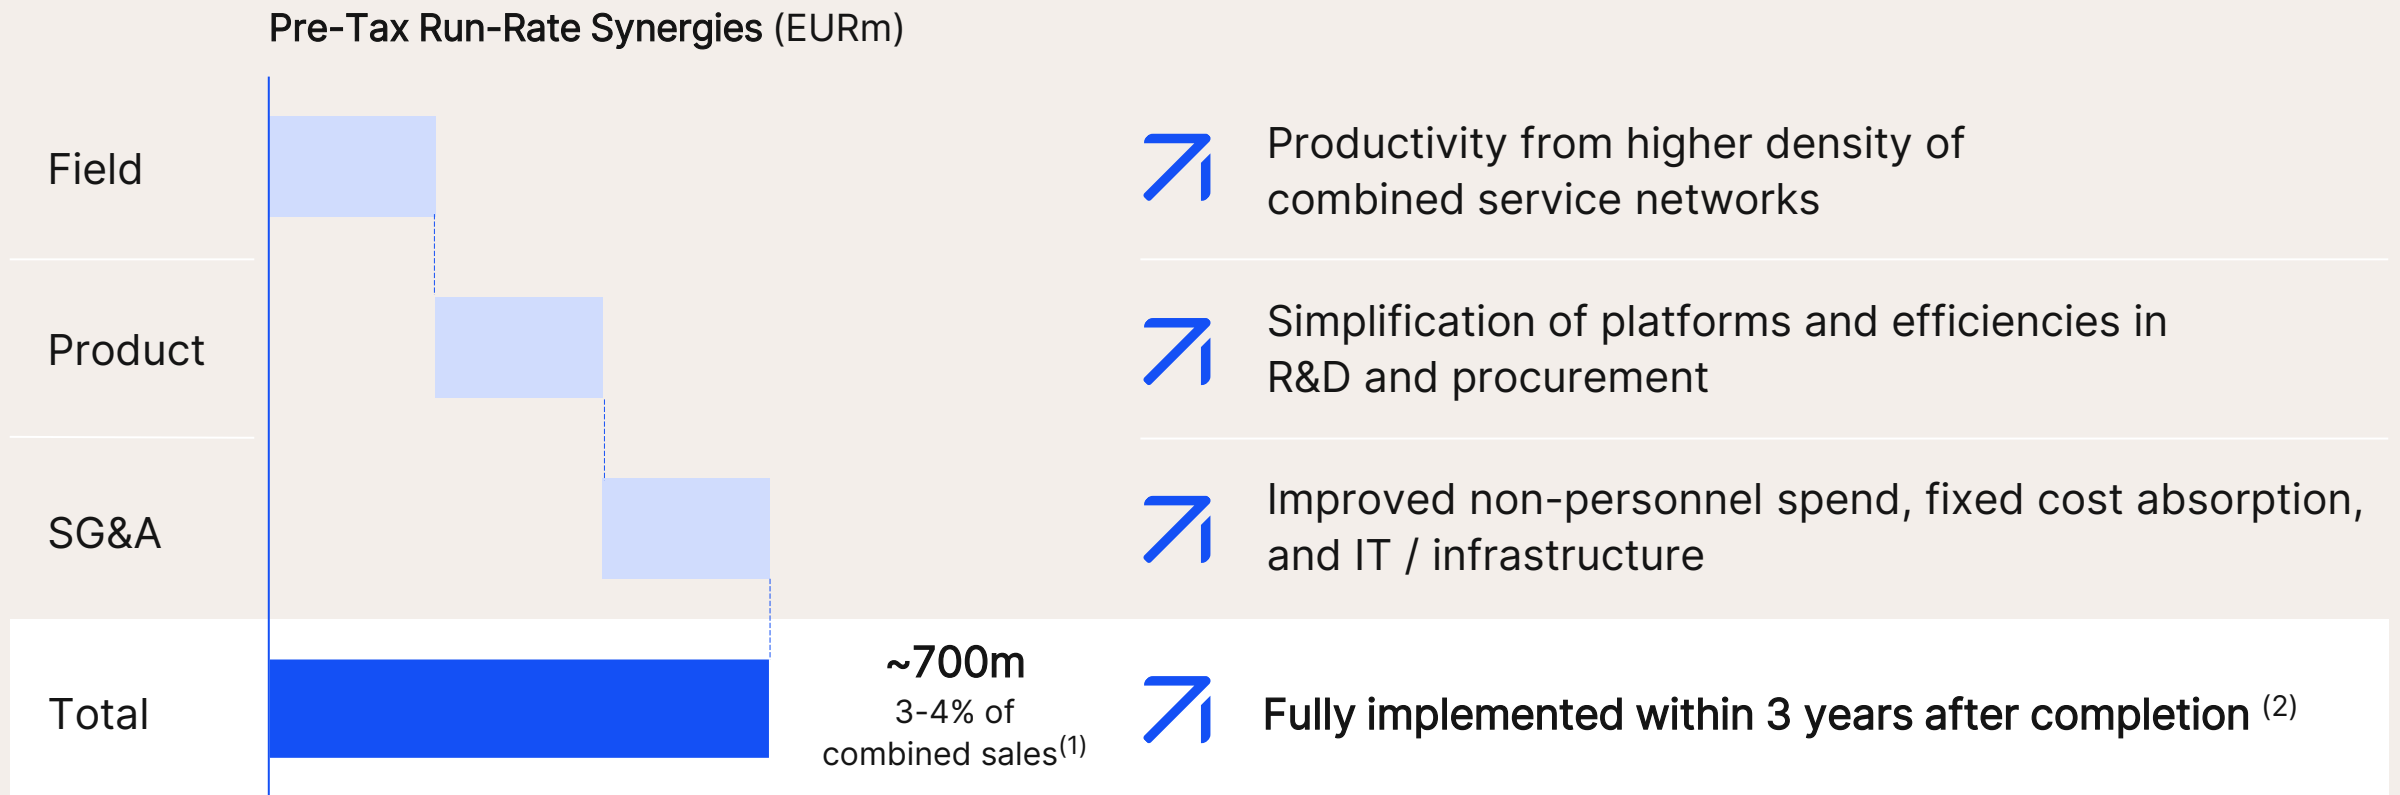 Pre-Tax Run-Rate Synergies (EURm)
Field
Productivity from higher density of
combined service networks
Product
Simplification of platforms and efficiencies in
R&D and procurement
SG&A
Improved non-personnel spend, fixed cost absorption,
and IT / infrastructure
Total
~700m
3-4% of
combined sales(1)
Fully implemented within 3 years after completion (2)